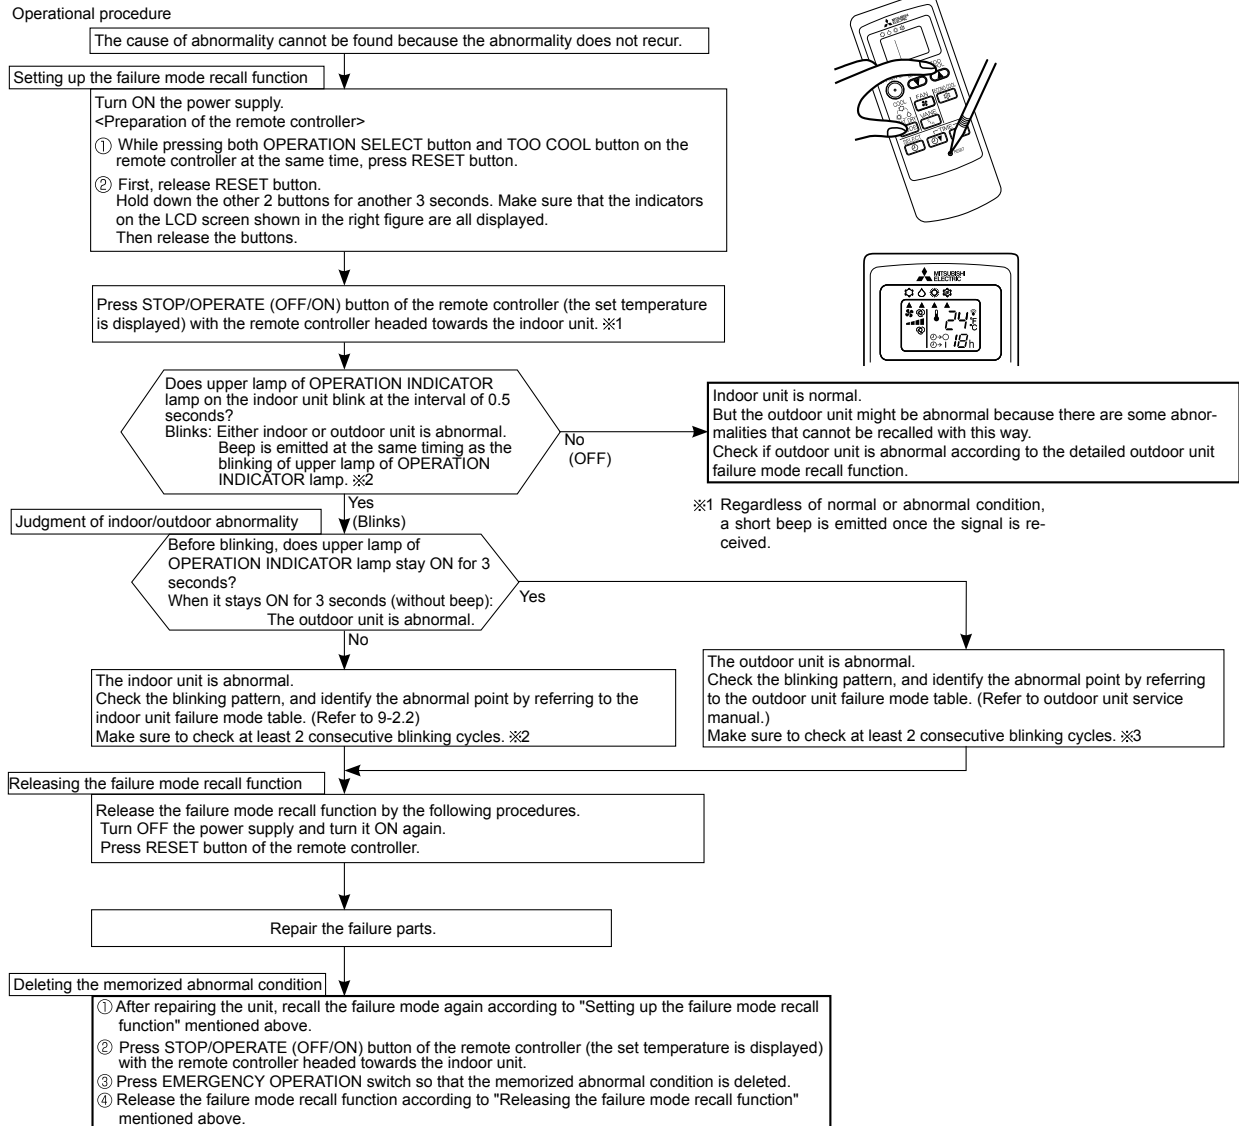 Operational procedure
The cause of abnormality cannot be found because the abnormality does not recur.
Setting up the failure mode recall function
Turn ON the power supply.
<Preparation of the remote controller>
① While pressing both OPERATION SELECT button and TOO COOL button on the
remote controller at the same time, press RESET button.
② First, release RESET button.
Hold down the other 2 buttons for another 3 seconds. Make sure that the indicators
on the LCD screen shown in the right figure are all displayed.
Then release the buttons.
COOL
FAN
VANE
SELECT
TIME
RESET
MITSUBISHI
ELECTRIC
24
18h
Press STOP/OPERATE (OFF/ON) button of the remote controller (the set temperature
is displayed) with the remote controller headed towards the indoor unit. ※1
Does upper lamp of OPERATION INDICATOR
lamp on the indoor unit blink at the interval of 0.5
seconds?
Blinks: Either indoor or outdoor unit is abnormal.
Beep is emitted at the same timing as the
blinking of upper lamp of OPERATION
INDICATOR lamp. ※2
No
(OFF)
Indoor unit is normal.
But the outdoor unit might be abnormal because there are some abnor-
malities that cannot be recalled with this way.
Check if outdoor unit is abnormal according to the detailed outdoor unit
failure mode recall function.
※1 Regardless of normal or abnormal condition,
a short beep is emitted once the signal is re-
ceived.
Yes
(Blinks)
Judgment of indoor/outdoor abnormality
Before blinking, does upper lamp of
OPERATION INDICATOR lamp stay ON for 3
seconds?
When it stays ON for 3 seconds (without beep):
The outdoor unit is abnormal.
Yes
No
The indoor unit is abnormal.
Check the blinking pattern, and identify the abnormal point by referring to the
indoor unit failure mode table. (Refer to 9-2.2)
Make sure to check at least 2 consecutive blinking cycles. ※2
The outdoor unit is abnormal.
Check the blinking pattern, and identify the abnormal point by referring
to the outdoor unit failure mode table. (Refer to outdoor unit service
manual.)
Make sure to check at least 2 consecutive blinking cycles. ※3
Releasing the failure mode recall function
Release the failure mode recall function by the following procedures.
Turn OFF the power supply and turn it ON again.
Press RESET button of the remote controller.
Repair the failure parts.
Deleting the memorized abnormal condition
① After repairing the unit, recall the failure mode again according to "Setting up the failure mode recall
function" mentioned above.
② Press STOP/OPERATE (OFF/ON) button of the remote controller (the set temperature is displayed)
with the remote controller headed towards the indoor unit.
③ Press EMERGENCY OPERATION switch so that the memorized abnormal condition is deleted.
④ Release the failure mode recall function according to "Releasing the failure mode recall function"
mentioned above.